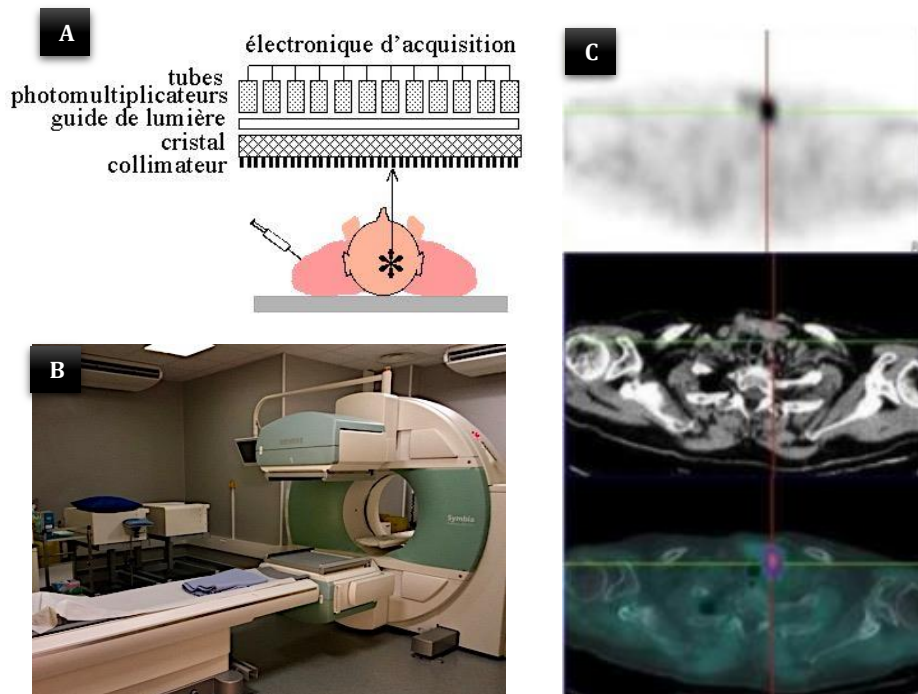 A
électronique d'acquisition
tubes
photomultiplicateurs
guide de lumière
cristal
collimateur
B
Symbia
C